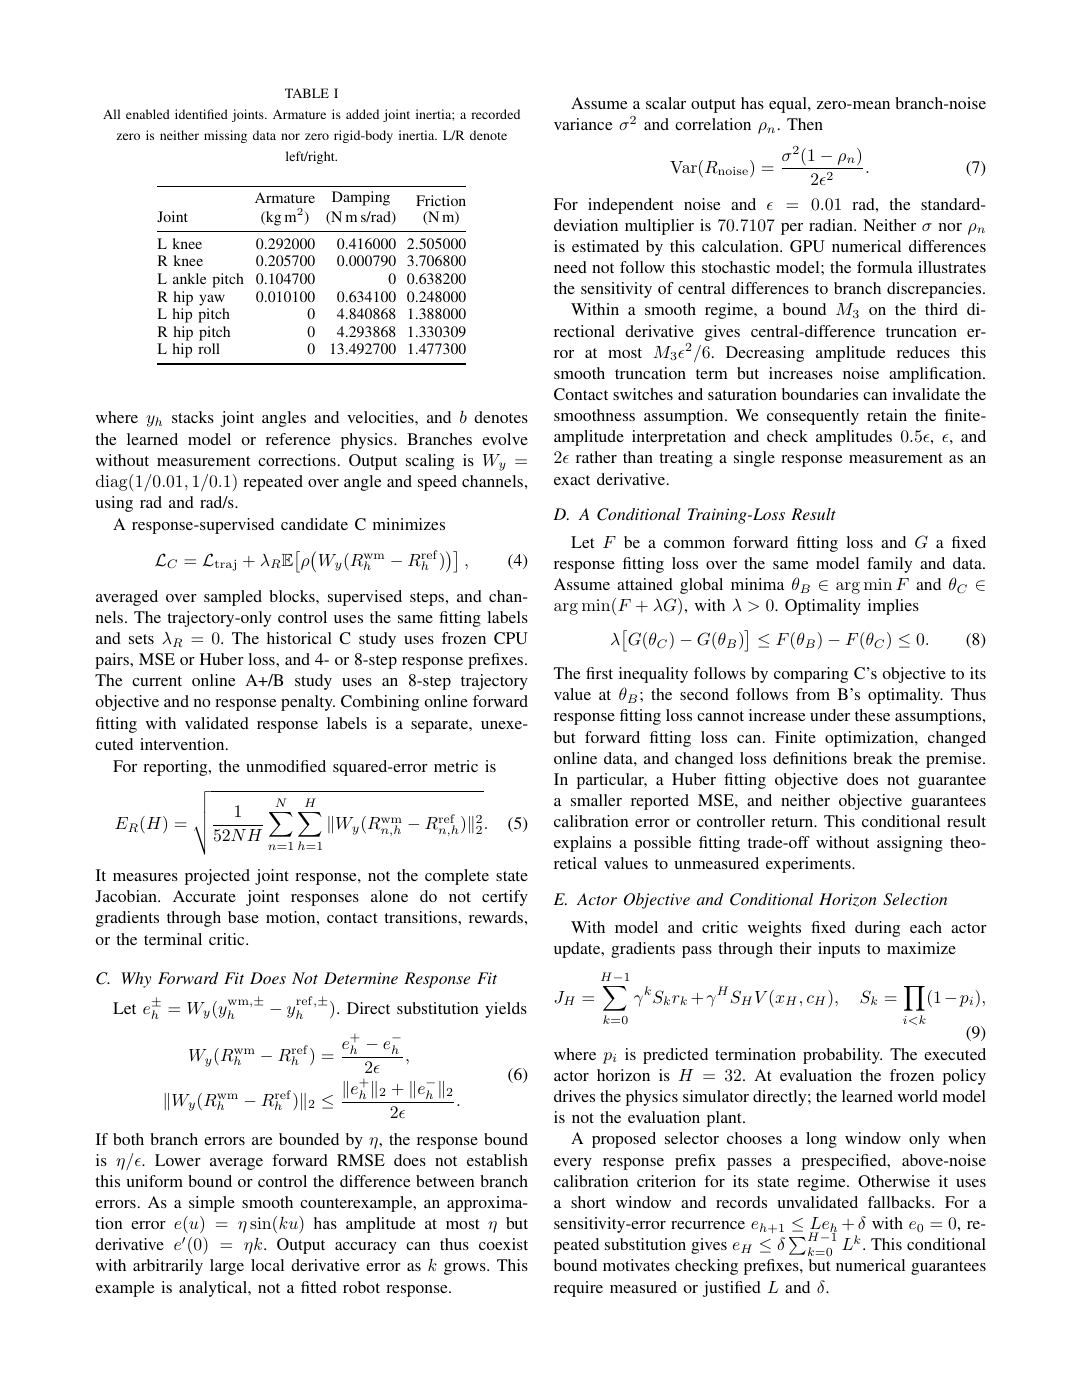 TABLE I
All enabled identified joints. Armature is added joint inertia; a recorded
zero is neither missing data nor zero rigid-body inertia. L/R denote
left/right.
Joint Armature (kg m²) Damping (N m s/rad) Friction (N m)
L knee 0.292000 0.416000 2.505000
R knee 0.205700 0.000790 3.706800
L ankle pitch 0.104700 0 0.638200
R hip yaw 0.010100 0.634100 0.248000
L hip pitch 0 4.840868 1.388000
R hip pitch 0 4.293868 1.330309
L hip roll 0 13.492700 1.477300
where y_h stacks joint angles and velocities, and b denotes
the learned model or reference physics. Branches evolve
without measurement corrections. Output scaling is W_y =
diag(1/0.01, 1/0.1) repeated over angle and speed channels,
using rad and rad/s.
A response-supervised candidate C minimizes
ℒ_C = ℒ_traj + λ_R 𝔼[ρ(W_y(R_h^wm − R_h^ref))] , (4)
averaged over sampled blocks, supervised steps, and chan-
nels. The trajectory-only control uses the same fitting labels
and sets λ_R = 0. The historical C study uses frozen CPU
pairs, MSE or Huber loss, and 4- or 8-step response prefixes.
The current online A+/B study uses an 8-step trajectory
objective and no response penalty. Combining online forward
fitting with validated response labels is a separate, unexe-
cuted intervention.
For reporting, the unmodified squared-error metric is
E_R(H) = √( 1/(52NH) ∑_{n=1}^{N} ∑_{h=1}^{H} ‖W_y(R_{n,h}^wm − R_{n,h}^ref)‖_2^2 ). (5)
It measures projected joint response, not the complete state
Jacobian. Accurate joint responses alone do not certify
gradients through base motion, contact transitions, rewards,
or the terminal critic.
C. Why Forward Fit Does Not Determine Response Fit
Let e_h^± = W_y(y_h^{wm,±} − y_h^{ref,±}). Direct substitution yields
W_y(R_h^wm − R_h^ref) = (e_h^+ − e_h^−)/(2ϵ),
‖W_y(R_h^wm − R_h^ref)‖_2 ≤ (‖e_h^+‖_2 + ‖e_h^−‖_2)/(2ϵ). (6)
If both branch errors are bounded by η, the response bound
is η/ϵ. Lower average forward RMSE does not establish
this uniform bound or control the difference between branch
errors. As a simple smooth counterexample, an approxima-
tion error e(u) = η sin(ku) has amplitude at most η but
derivative e′(0) = ηk. Output accuracy can thus coexist
with arbitrarily large local derivative error as k grows. This
example is analytical, not a fitted robot response.
Assume a scalar output has equal, zero-mean branch-noise
variance σ² and correlation ρ_n. Then
Var(R_noise) = σ²(1 − ρ_n)/(2ϵ²). (7)
For independent noise and ϵ = 0.01 rad, the standard-
deviation multiplier is 70.7107 per radian. Neither σ nor ρ_n
is estimated by this calculation. GPU numerical differences
need not follow this stochastic model; the formula illustrates
the sensitivity of central differences to branch discrepancies.
Within a smooth regime, a bound M_3 on the third di-
rectional derivative gives central-difference truncation er-
ror at most M_3ϵ²/6. Decreasing amplitude reduces this
smooth truncation term but increases noise amplification.
Contact switches and saturation boundaries can invalidate the
smoothness assumption. We consequently retain the finite-
amplitude interpretation and check amplitudes 0.5ϵ, ϵ, and
2ϵ rather than treating a single response measurement as an
exact derivative.
D. A Conditional Training-Loss Result
Let F be a common forward fitting loss and G a fixed
response fitting loss over the same model family and data.
Assume attained global minima θ_B ∈ arg min F and θ_C ∈
arg min(F + λG), with λ > 0. Optimality implies
λ[G(θ_C) − G(θ_B)] ≤ F(θ_B) − F(θ_C) ≤ 0. (8)
The first inequality follows by comparing C's objective to its
value at θ_B; the second follows from B's optimality. Thus
response fitting loss cannot increase under these assumptions,
but forward fitting loss can. Finite optimization, changed
online data, and changed loss definitions break the premise.
In particular, a Huber fitting objective does not guarantee
a smaller reported MSE, and neither objective guarantees
calibration error or controller return. This conditional result
explains a possible fitting trade-off without assigning theo-
retical values to unmeasured experiments.
E. Actor Objective and Conditional Horizon Selection
With model and critic weights fixed during each actor
update, gradients pass through their inputs to maximize
J_H = ∑_{k=0}^{H−1} γ^k S_k r_k + γ^H S_H V(x_H, c_H), S_k = ∏_{i<k} (1 − p_i),
(9)
where p_i is predicted termination probability. The executed
actor horizon is H = 32. At evaluation the frozen policy
drives the physics simulator directly; the learned world model
is not the evaluation plant.
A proposed selector chooses a long window only when
every response prefix passes a prespecified, above-noise
calibration criterion for its state regime. Otherwise it uses
a short window and records unvalidated fallbacks. For a
sensitivity-error recurrence e_{h+1} ≤ Le_h + δ with e_0 = 0, re-
peated substitution gives e_H ≤ δ ∑_{k=0}^{H−1} L^k. This conditional
bound motivates checking prefixes, but numerical guarantees
require measured or justified L and δ.